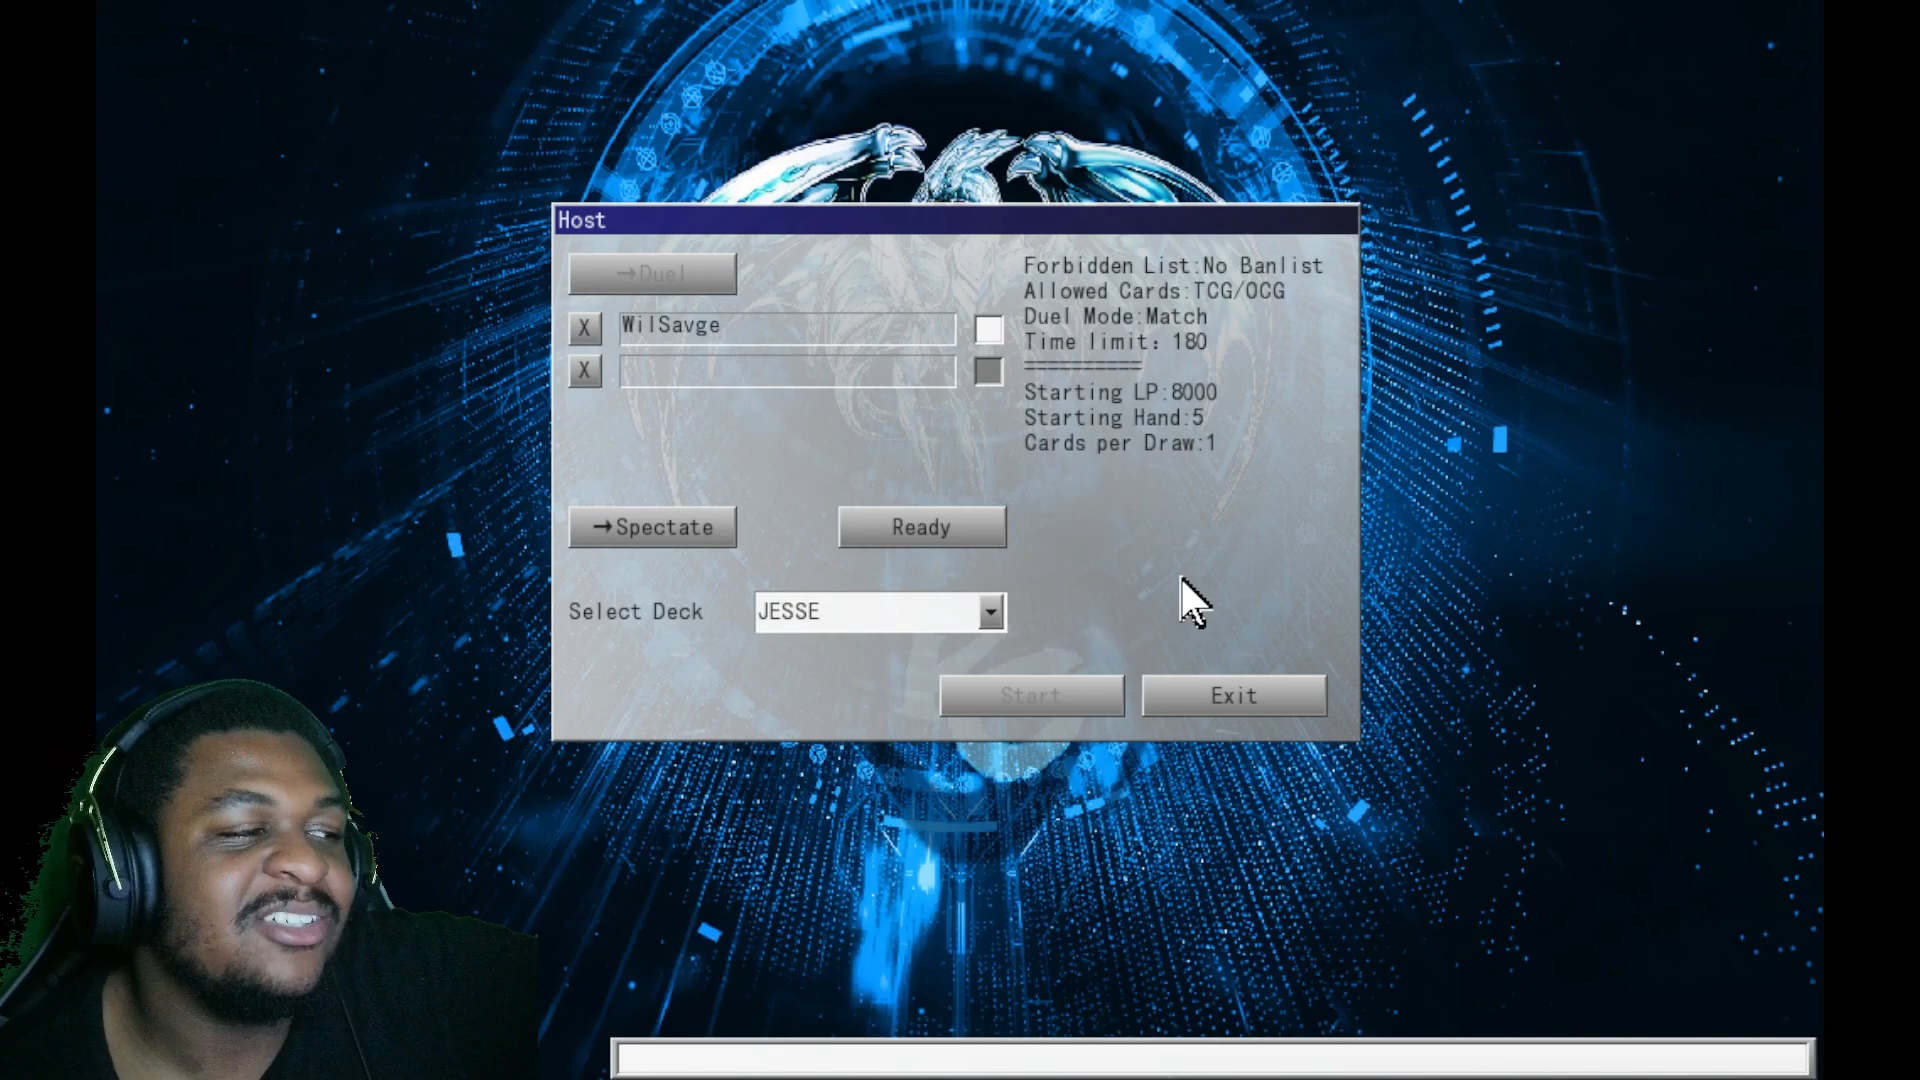 Host
→Duel
X WilSavge
X
Forbidden List:No Banlist
Allowed Cards:TCG/OCG
Duel Mode:Match
Time limit: 180
==========
Starting LP:8000
Starting Hand:5
Cards per Draw:1
→Spectate
Ready
Select Deck
JESSE
Start
Exit